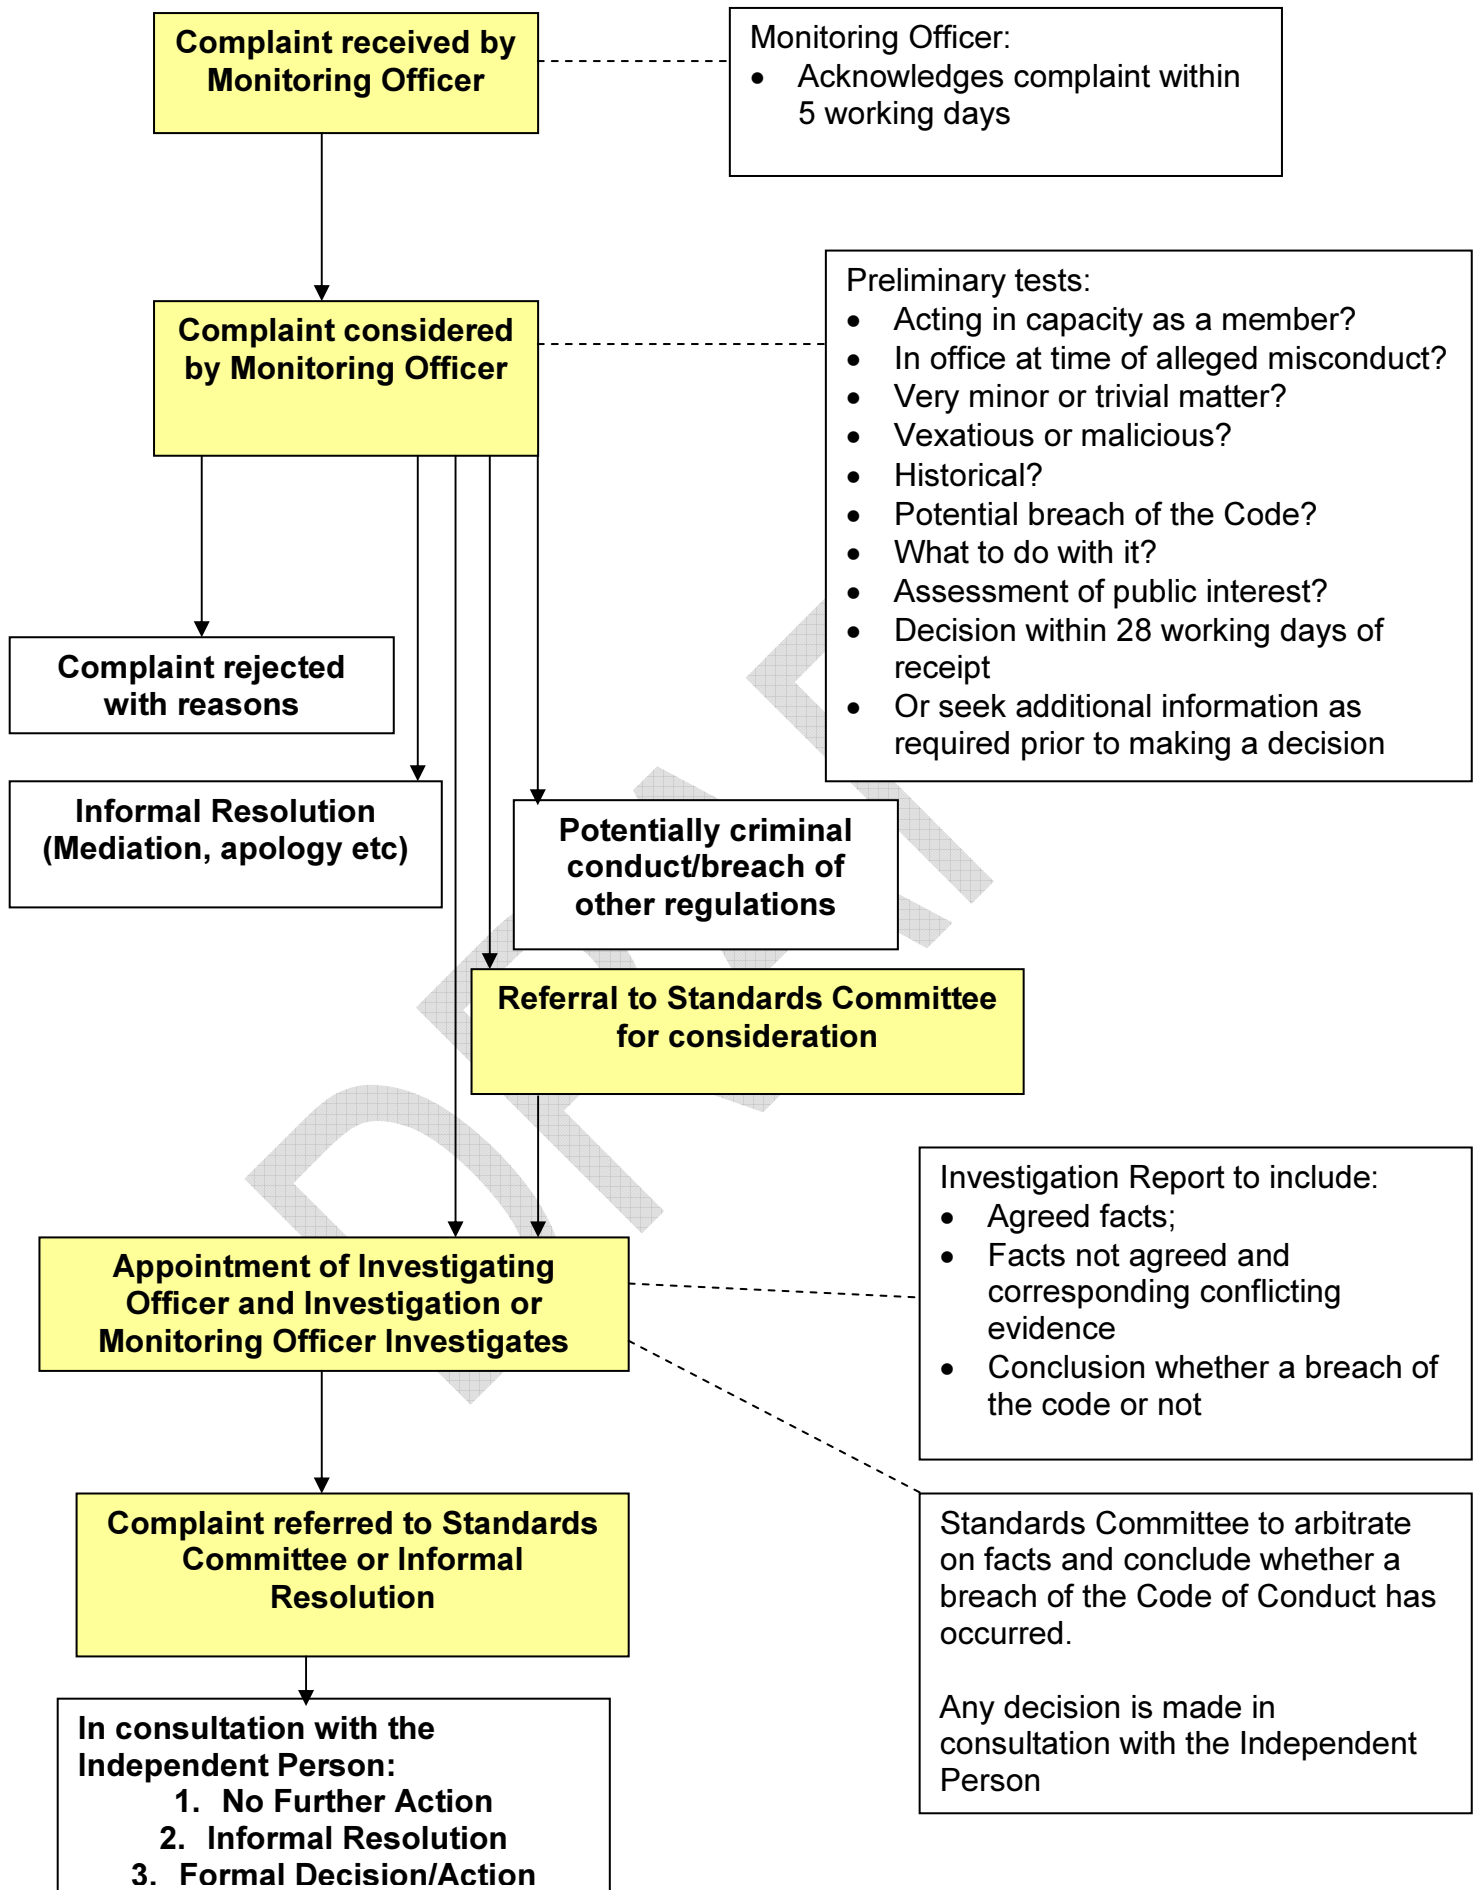 Complaint received by
Monitoring Officer
Monitoring Officer:
• Acknowledges complaint within
5 working days
Complaint considered
by Monitoring Officer
Preliminary tests:
• Acting in capacity as a member?
• In office at time of alleged misconduct?
• Very minor or trivial matter?
• Vexatious or malicious?
• Historical?
• Potential breach of the Code?
• What to do with it?
• Assessment of public interest?
• Decision within 28 working days of
receipt
• Or seek additional information as
required prior to making a decision
Complaint rejected
with reasons
Informal Resolution
(Mediation, apology etc)
Potentially criminal
conduct/breach of
other regulations
Referral to Standards Committee
for consideration
Appointment of Investigating
Officer and Investigation or
Monitoring Officer Investigates
Investigation Report to include:
• Agreed facts;
• Facts not agreed and
corresponding conflicting
evidence
• Conclusion whether a breach of
the code or not
Complaint referred to Standards
Committee or Informal
Resolution
Standards Committee to arbitrate
on facts and conclude whether a
breach of the Code of Conduct has
occurred.
Any decision is made in
consultation with the Independent
Person
In consultation with the
Independent Person:
1. No Further Action
2. Informal Resolution
3. Formal Decision/Action
DRAFT